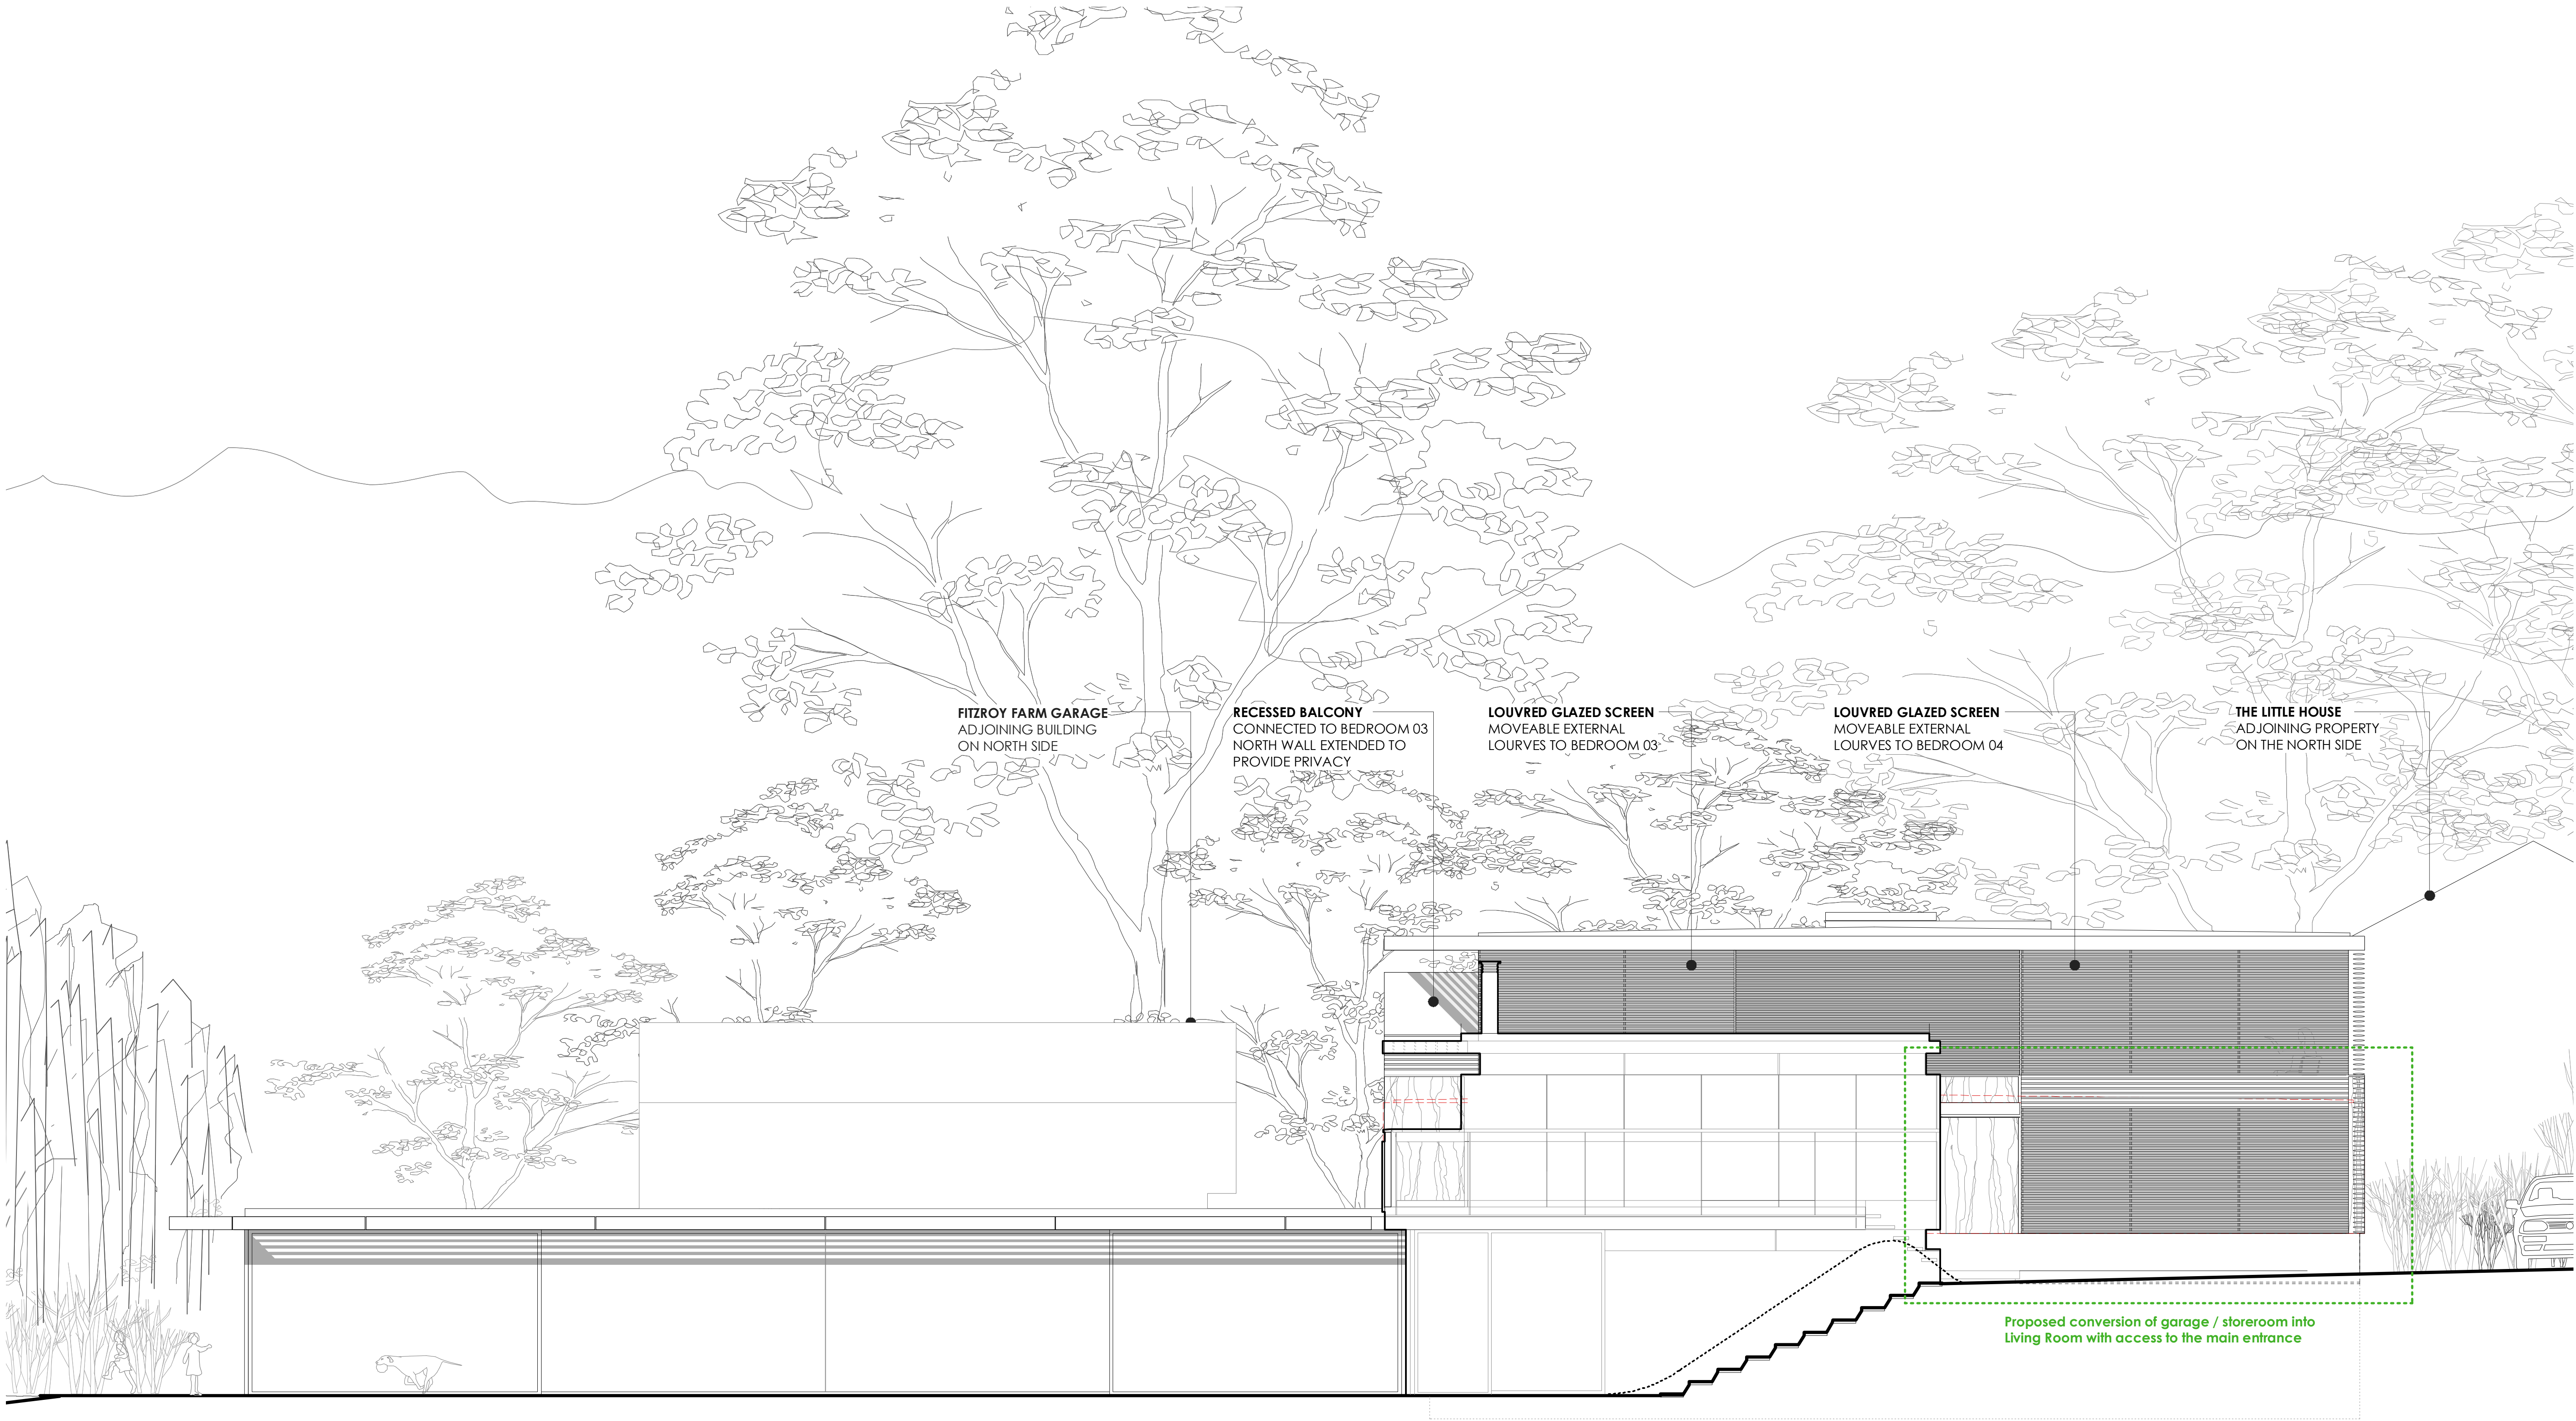 FITZROY FARM GARAGE
ADJOINING BUILDING
ON NORTH SIDE
RECESSED BALCONY
CONNECTED TO BEDROOM 03
NORTH WALL EXTENDED TO
PROVIDE PRIVACY
LOUVRED GLAZED SCREEN
MOVEABLE EXTERNAL
LOURVES TO BEDROOM 03
LOUVRED GLAZED SCREEN
MOVEABLE EXTERNAL
LOURVES TO BEDROOM 04
THE LITTLE HOUSE
ADJOINING PROPERTY
ON THE NORTH SIDE
Proposed conversion of garage / storeroom into
Living Room with access to the main entrance